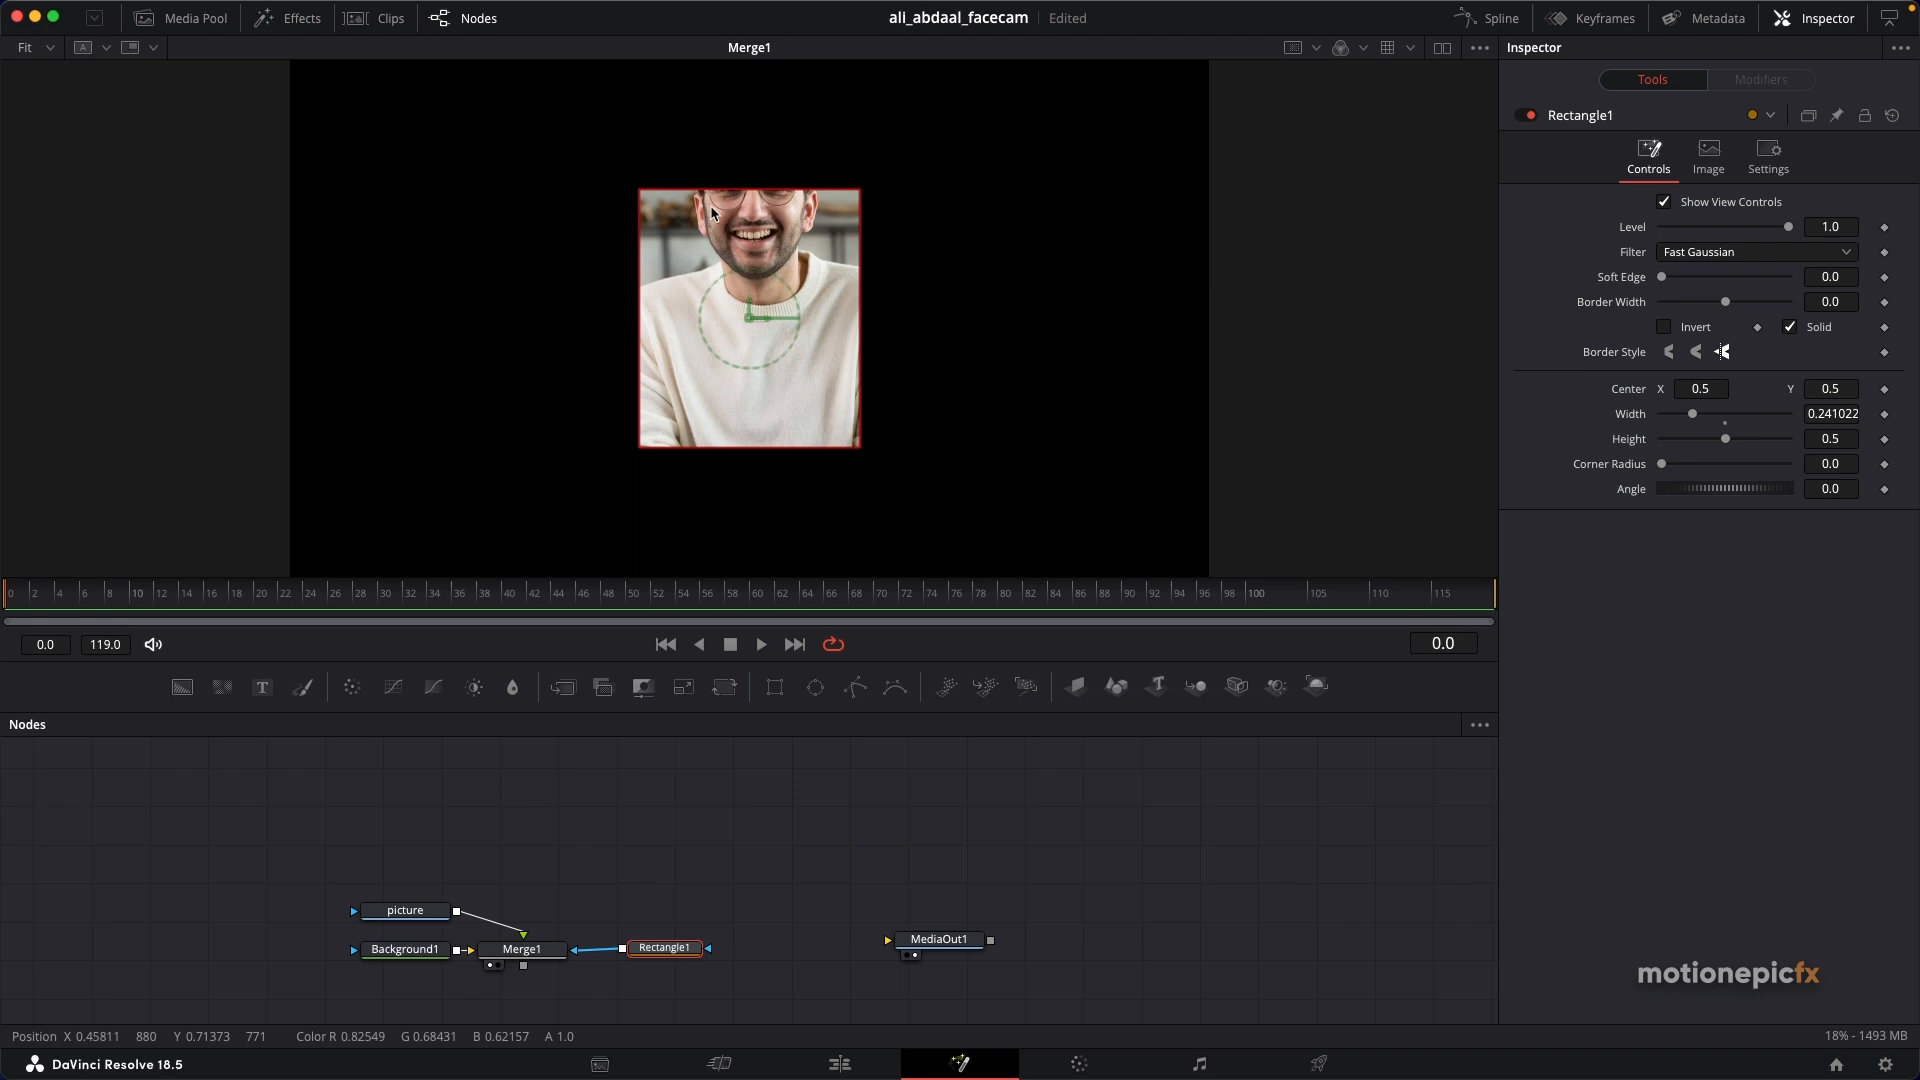 Media Pool Effects Clips Nodes ali_abdaal_facecam Edited Spline Keyframes Metadata Inspector
Fit A Merge1 Inspector
Tools Modifiers
Rectangle1
Controls Image Settings
Show View Controls
Level 1.0
Filter Fast Gaussian
Soft Edge 0.0
Border Width 0.0
Invert Solid
Border Style
Center X 0.5 Y 0.5
Width 0.241022
Height 0.5
Corner Radius 0.0
Angle 0.0
0 2 4 6 8 10 12 14 16 18 20 22 24 26 28 30 32 34 36 38 40 42 44 46 48 50 52 54 56 58 60 62 64 66 68 70 72 74 76 78 80 82 84 86 88 90 92 94 96 98 100 105 110 115
0.0 119.0 0.0
T T
Nodes
picture
Background1 Merge1 Rectangle1 MediaOut1
motionepicfx
Position X 0.45811 880 Y 0.71373 771 Color R 0.82549 G 0.68431 B 0.62157 A 1.0 18% - 1493 MB
DaVinci Resolve 18.5